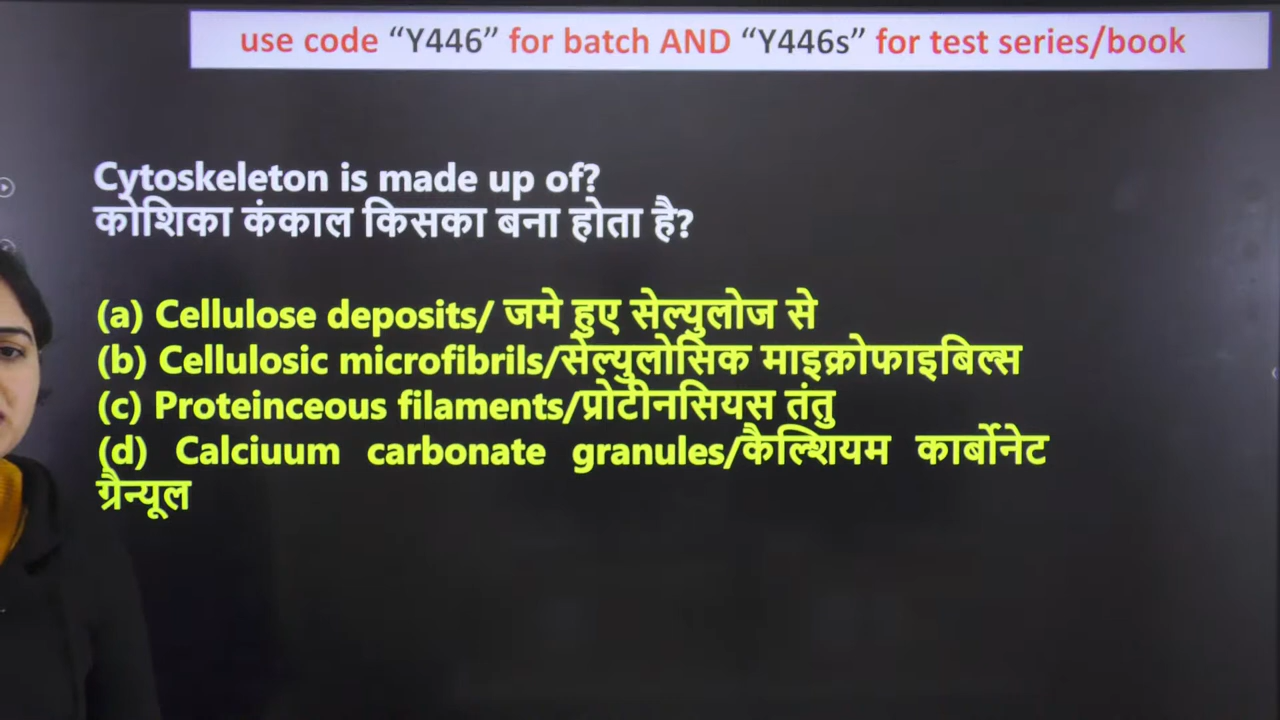 use code “Y446” for batch AND “Y446s” for test series/book
Cytoskeleton is made up of?
कोशिका कंकाल किसका बना होता है?
(a) Cellulose deposits/ जमे हुए सेल्युलोज से
(b) Cellulosic microfibrils/सेल्युलोसिक माइक्रोफाइबिल्स
(c) Proteinceous filaments/प्रोटीनसियस तंतु
(d) Calciuum carbonate granules/कैल्शियम कार्बोनेट
ग्रैन्यूल